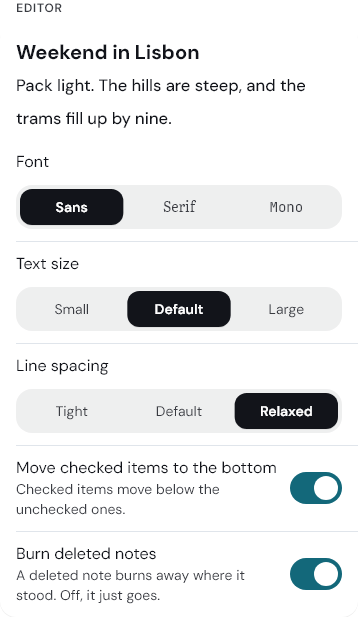 EDITOR
Weekend in Lisbon
Pack light. The hills are steep, and the
trams fill up by nine.
Font
Sans Serif Mono
Text size
Small Default Large
Line spacing
Tight Default Relaxed
Move checked items to the bottom
Checked items move below the
unchecked ones.
Burn deleted notes
A deleted note burns away where it
stood. Off, it just goes.